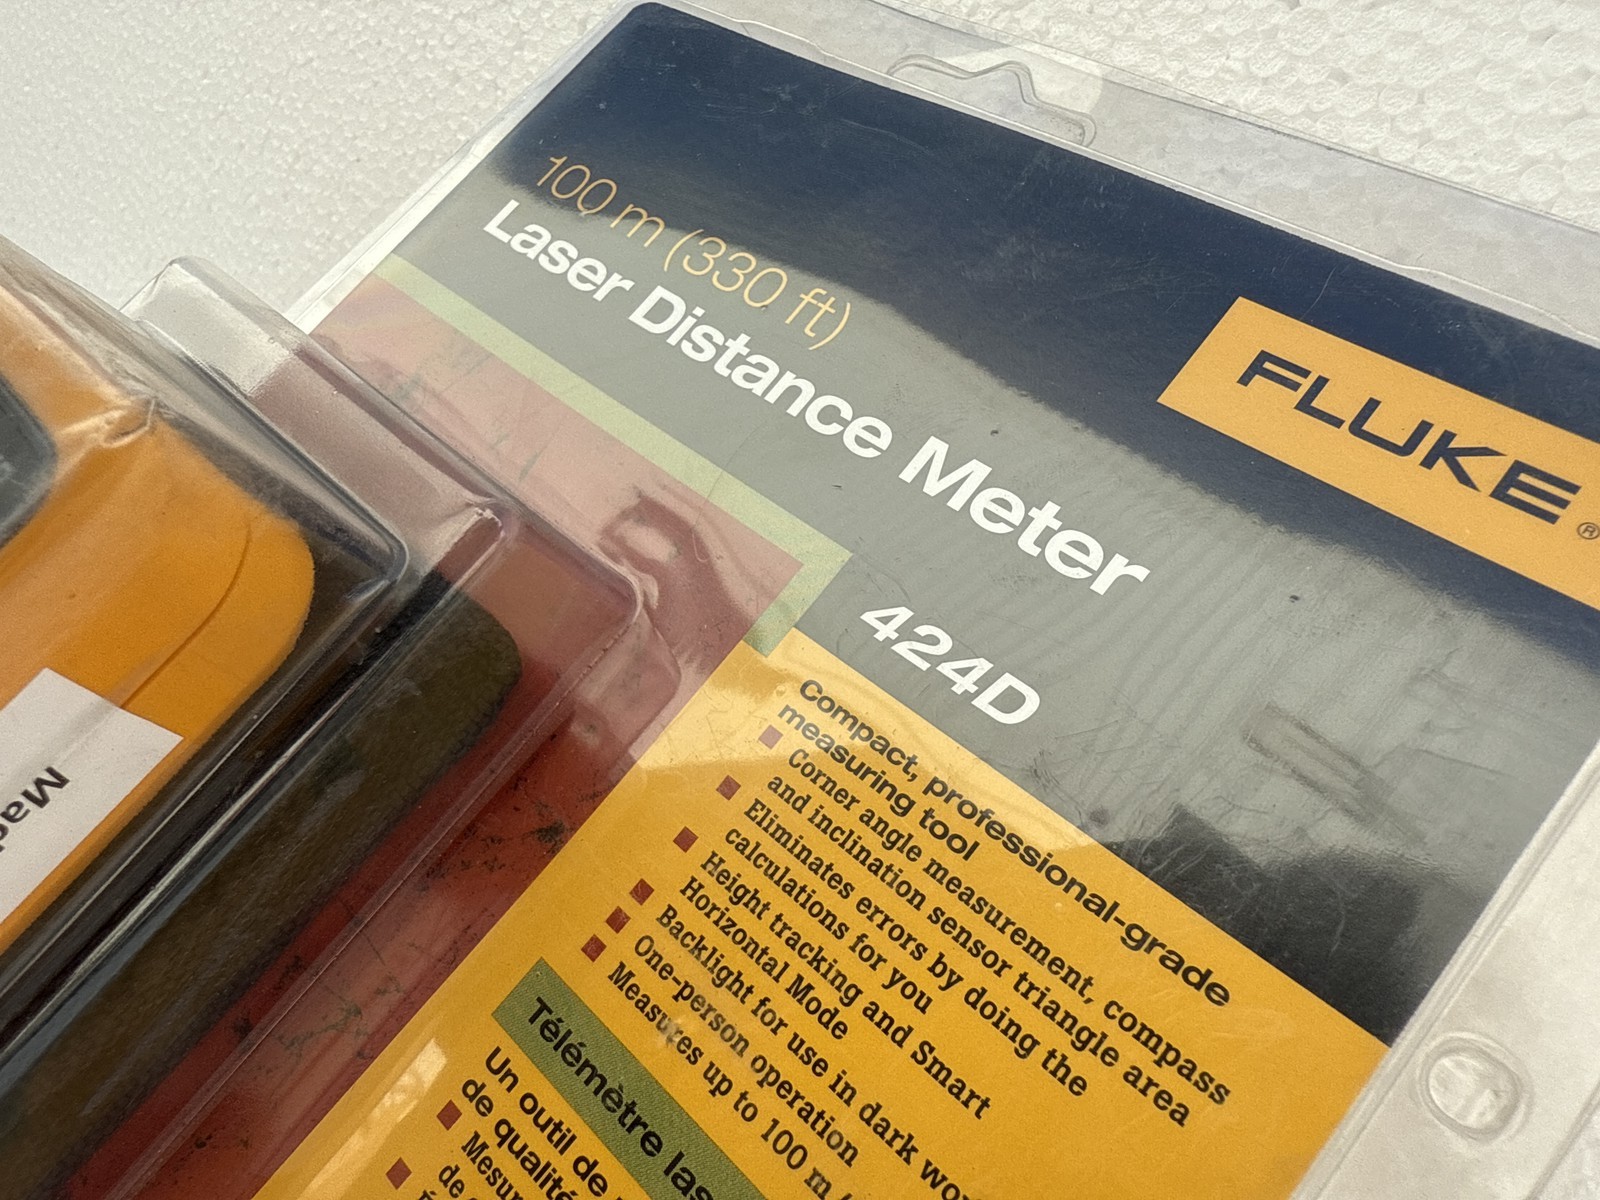 100 m (330 ft)
Laser Distance Meter
FLUKE®
424D
Compact, professional-grade
measuring tool
Corner angle measurement, compass
and inclination sensor triangle area
Eliminates errors by doing the
calculations for you
Height tracking and Smart
Horizontal Mode
Backlight for use in dark
One-person operation
Measures up to 100 m /
Télémètre
Un outil de
de qualité
de